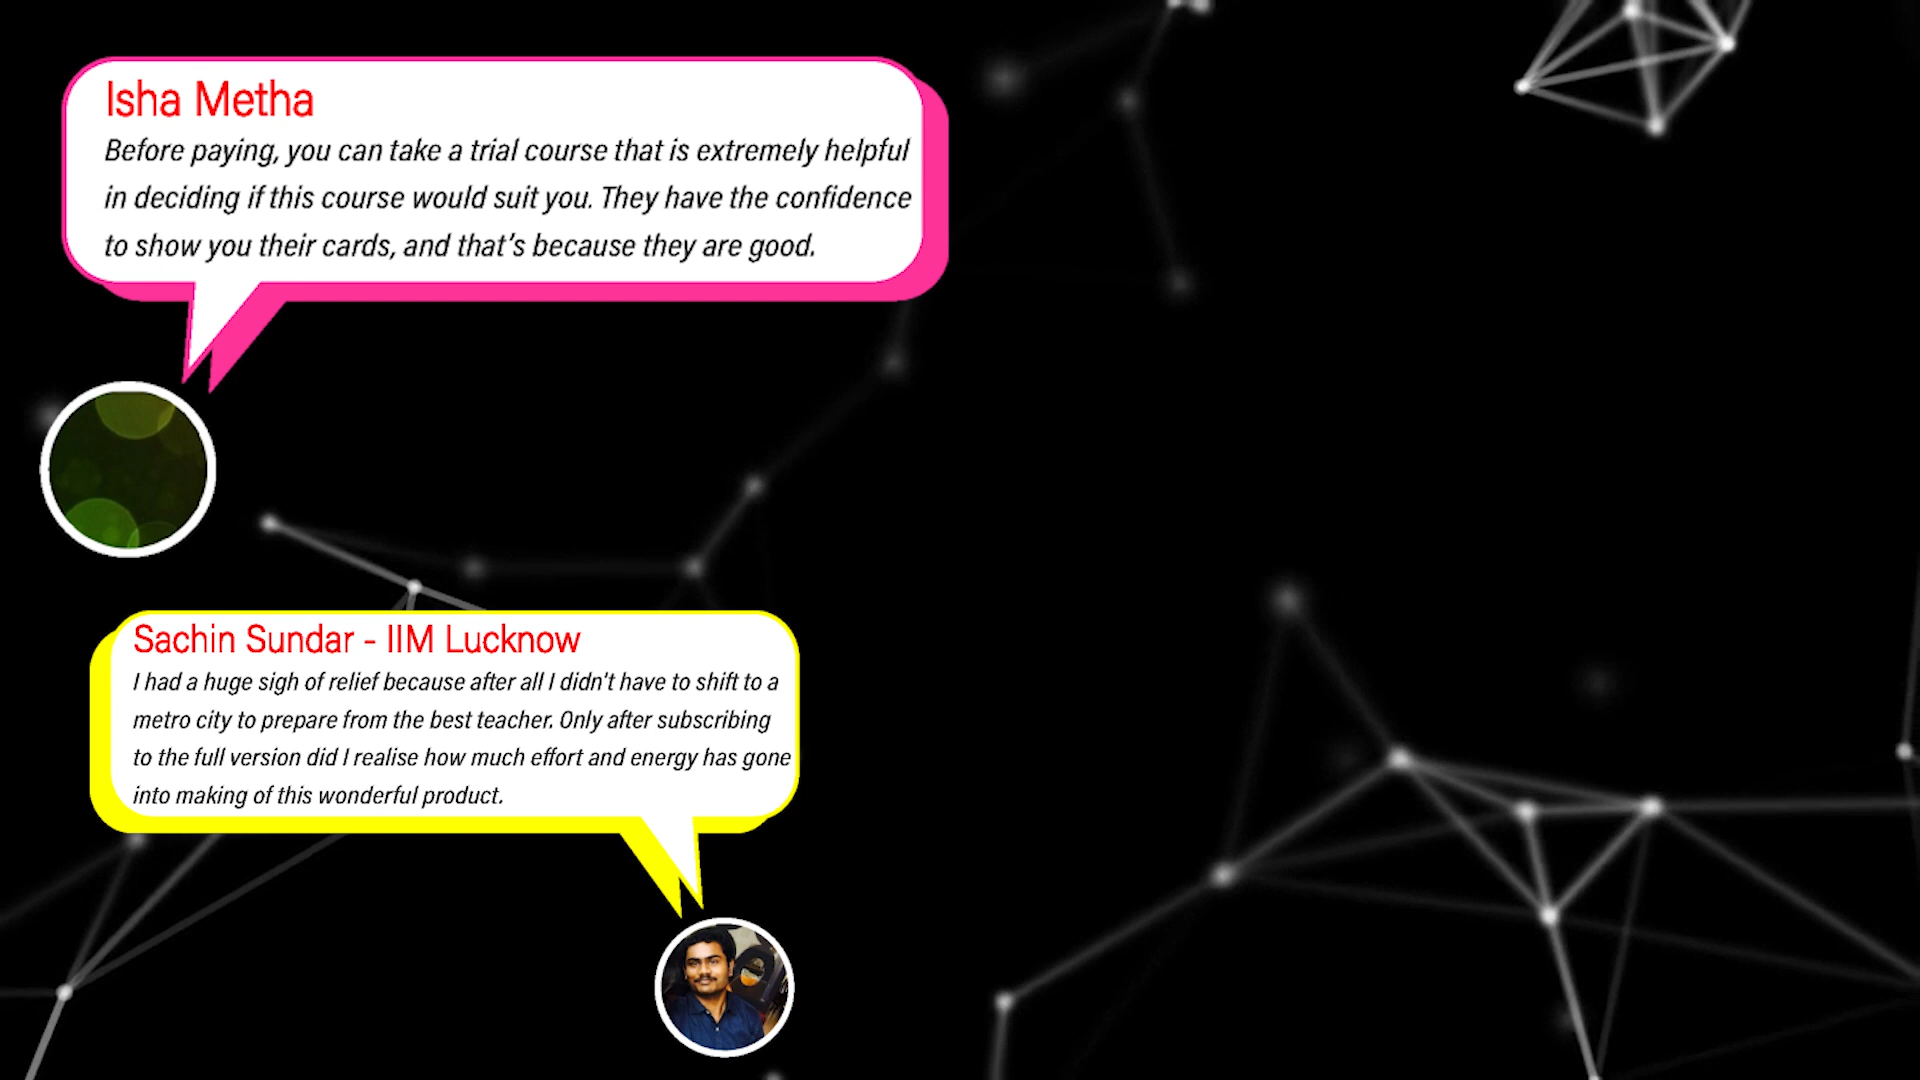 Isha Metha
Before paying, you can take a trial course that is extremely helpful
in deciding if this course would suit you. They have the confidence
to show you their cards, and that's because they are good.
Sachin Sundar - IIM Lucknow
I had a huge sigh of relief because after all I didn't have to shift to a
metro city to prepare from the best teacher. Only after subscribing
to the full version did I realise how much effort and energy has gone
into making of this wonderful product.